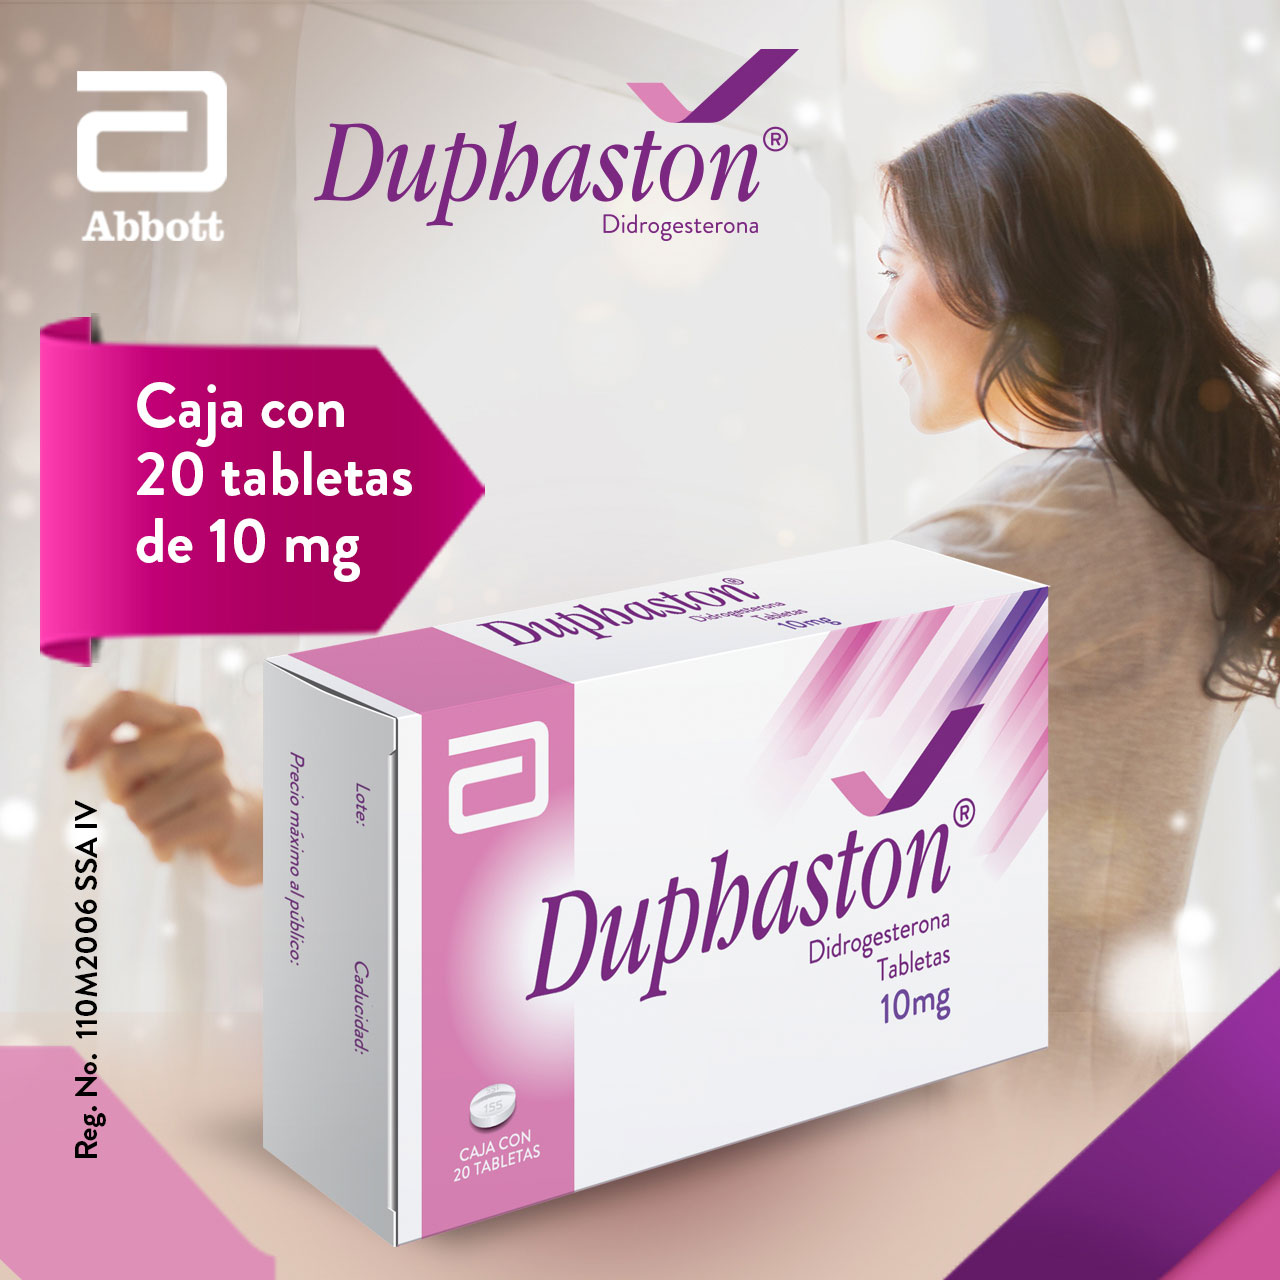 Abbott
Duphaston®
Didrogesterona
Caja con
20 tabletas
de 10 mg
Duphaston®
Didrogesterona
Tabletas
10mg
Lote:
Caducidad:
Precio máximo al público:
Duphaston®
Didrogesterona
Tabletas
10mg
155
CAJA CON
20 TABLETAS
Reg. No. 110M2006 SSA IV